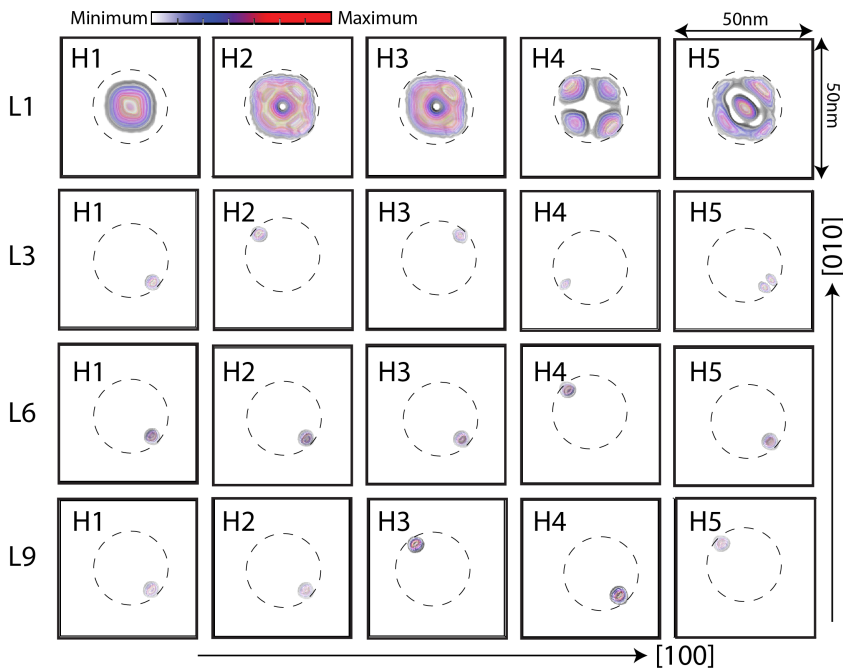 Minimum Maximum
50nm
H1 H2 H3 H4 H5
L1
50nm
H1 H2 H3 H4 H5
L3
[010]
H1 H2 H3 H4 H5
L6
H1 H2 H3 H4 H5
L9
[100]